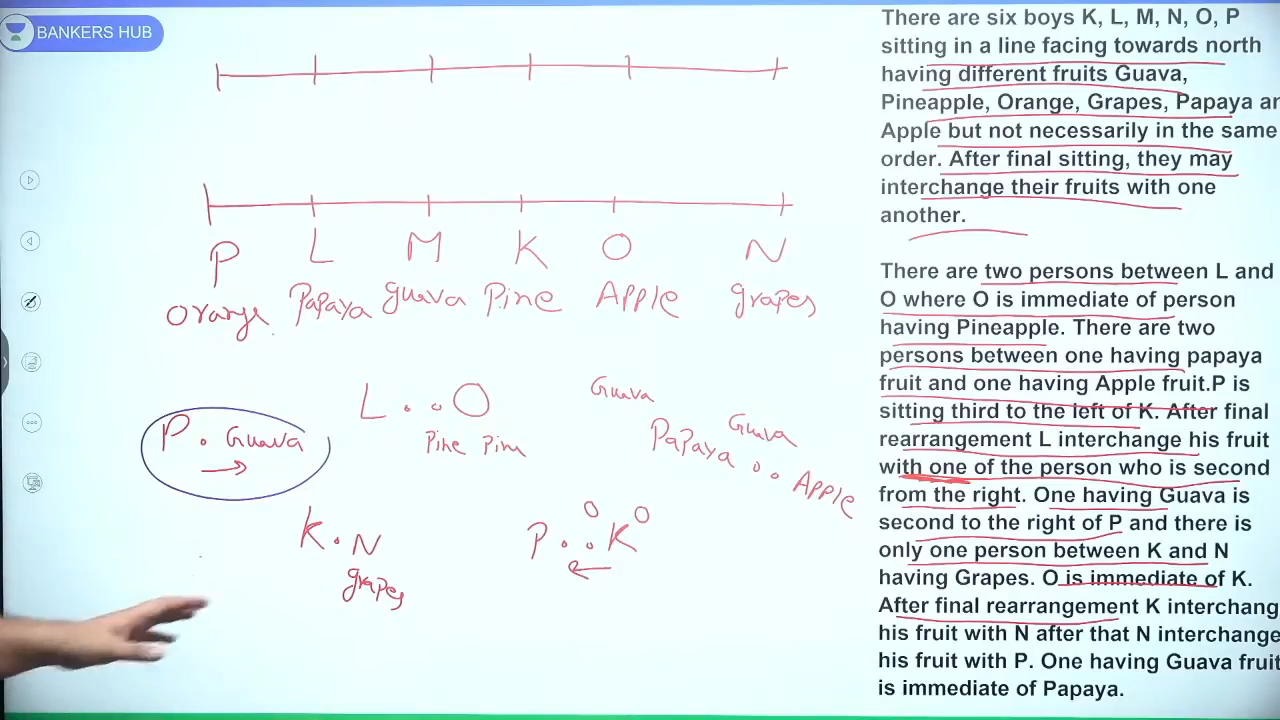 BANKERS HUB
There are six boys K, L, M, N, O, P
sitting in a line facing towards north
having different fruits Guava,
Pineapple, Orange, Grapes, Papaya an
Apple but not necessarily in the same
order. After final sitting, they may
interchange their fruits with one
another.
There are two persons between L and
O where O is immediate of person
having Pineapple. There are two
persons between one having papaya
fruit and one having Apple fruit.P is
sitting third to the left of K. After final
rearrangement L interchange his fruit
with one of the person who is second
from the right. One having Guava is
second to the right of P and there is
only one person between K and N
having Grapes. O is immediate of K.
After final rearrangement K interchang
his fruit with N after that N interchange
his fruit with P. One having Guava fruit
is immediate of Papaya.
P L M K O N
orange Papaya guava Pine Apple grapes
L . . . O
Pine Pine
Guava
Guava
Papaya . . Apple
P . Guava
K . N
grapes
O O
P . . K